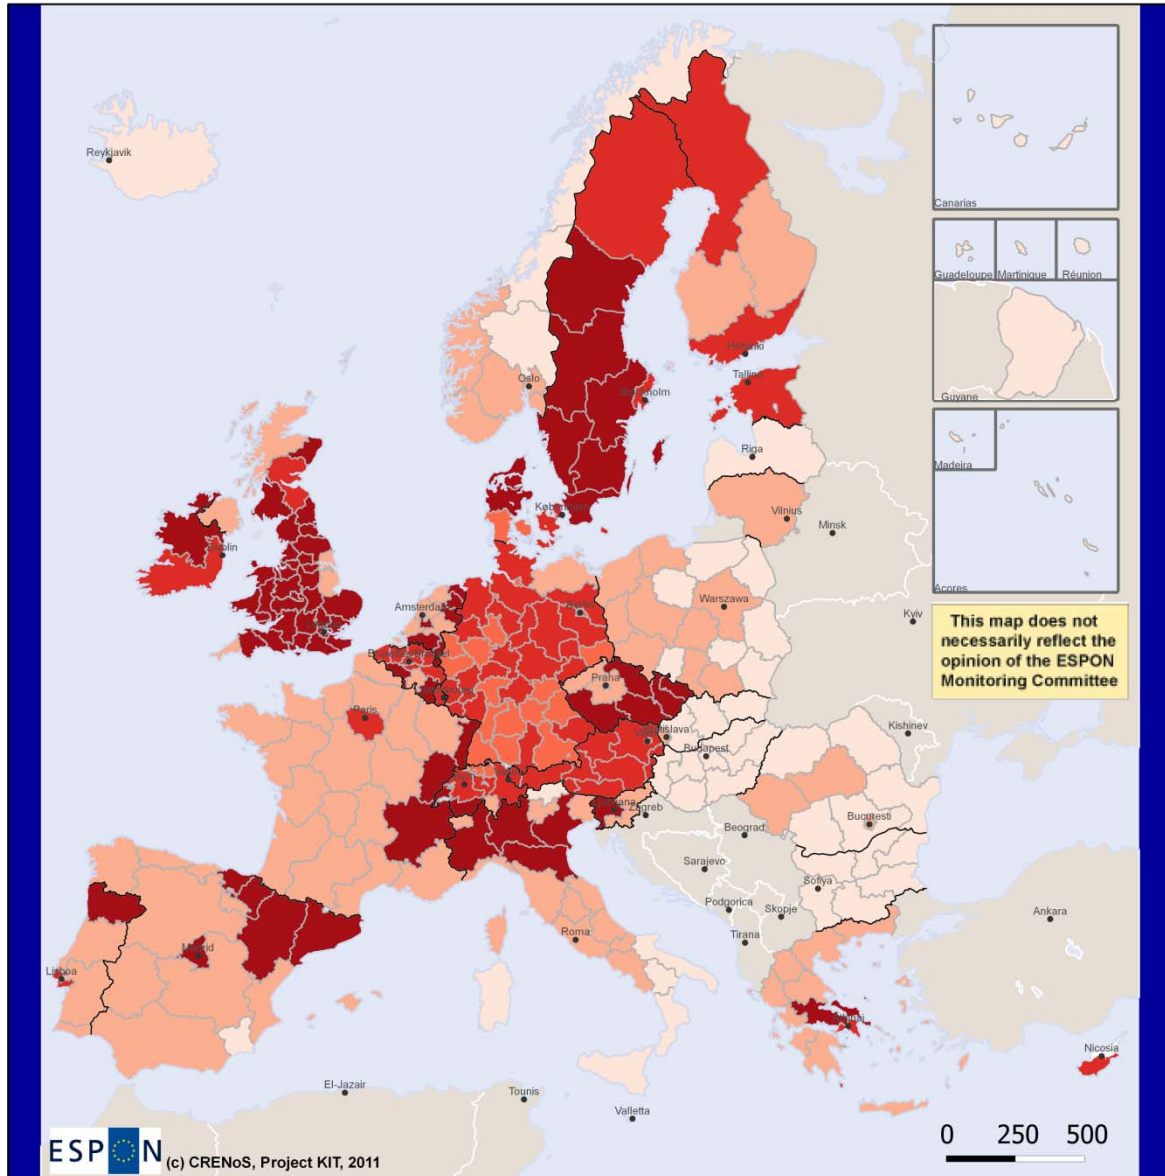 Reykjavik
Canarias
Guadeloupe
Martinique
Réunion
Guyane
Madeira
Acores
This map does not
necessarily reflect the
opinion of the ESPON
Monitoring Committee
Oslo
Helsinki
Tallinn
Stockholm
Riga
København
Vilnius
Minsk
Dublin
Amsterdam
Warszawa
Kyiv
Praha
Paris
Bratislava
Budapest
Kishinev
Zagreb
Beograd
Bucuresti
Sarajevo
Sofiya
Podgorica
Skopje
Tirana
Ankara
Roma
Madrid
Lisboa
Nicosia
El-Jazair
Tounis
Valletta
0 250 500
ESPON
(c) CRENoS, Project KIT, 2011